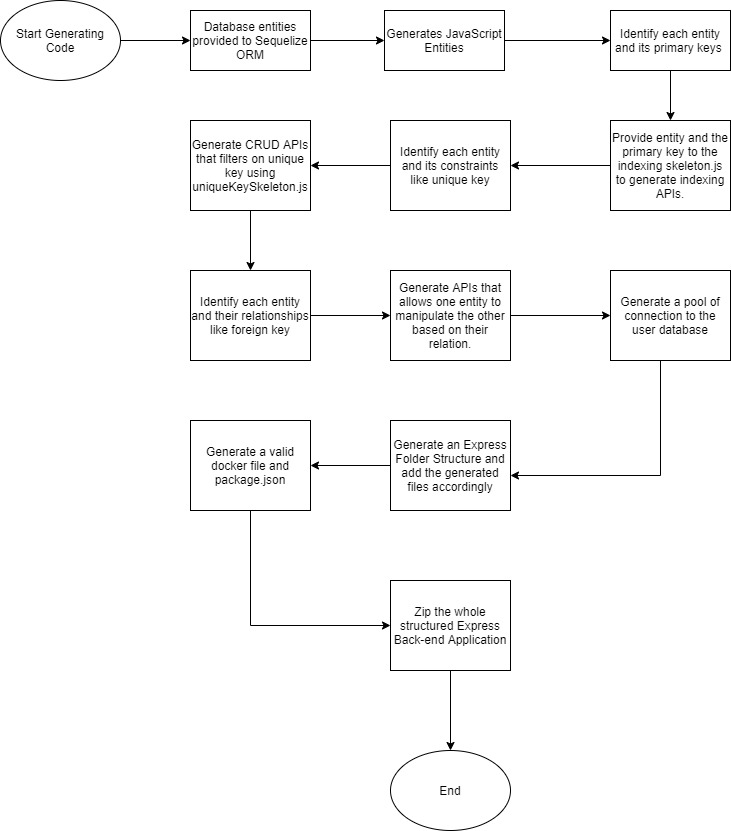 Start Generating
Code
Database entities
provided to Sequelize
ORM
Generates JavaScript
Entities
Identify each entity
and its primary keys
Provide entity and the
primary key to the
indexing skeleton.js
to generate indexing
APIs.
Identify each entity
and its constraints
like unique key
Generate CRUD APIs
that filters on unique
key using
uniqueKeySkeleton.js
Identify each entity
and their relationships
like foreign key
Generate APIs that
allows one entity to
manipulate the other
based on their
relation.
Generate a pool of
connection to the
user database
Generate an Express
Folder Structure and
add the generated
files accordingly
Generate a valid
docker file and
package.json
Zip the whole
structured Express
Back-end Application
End